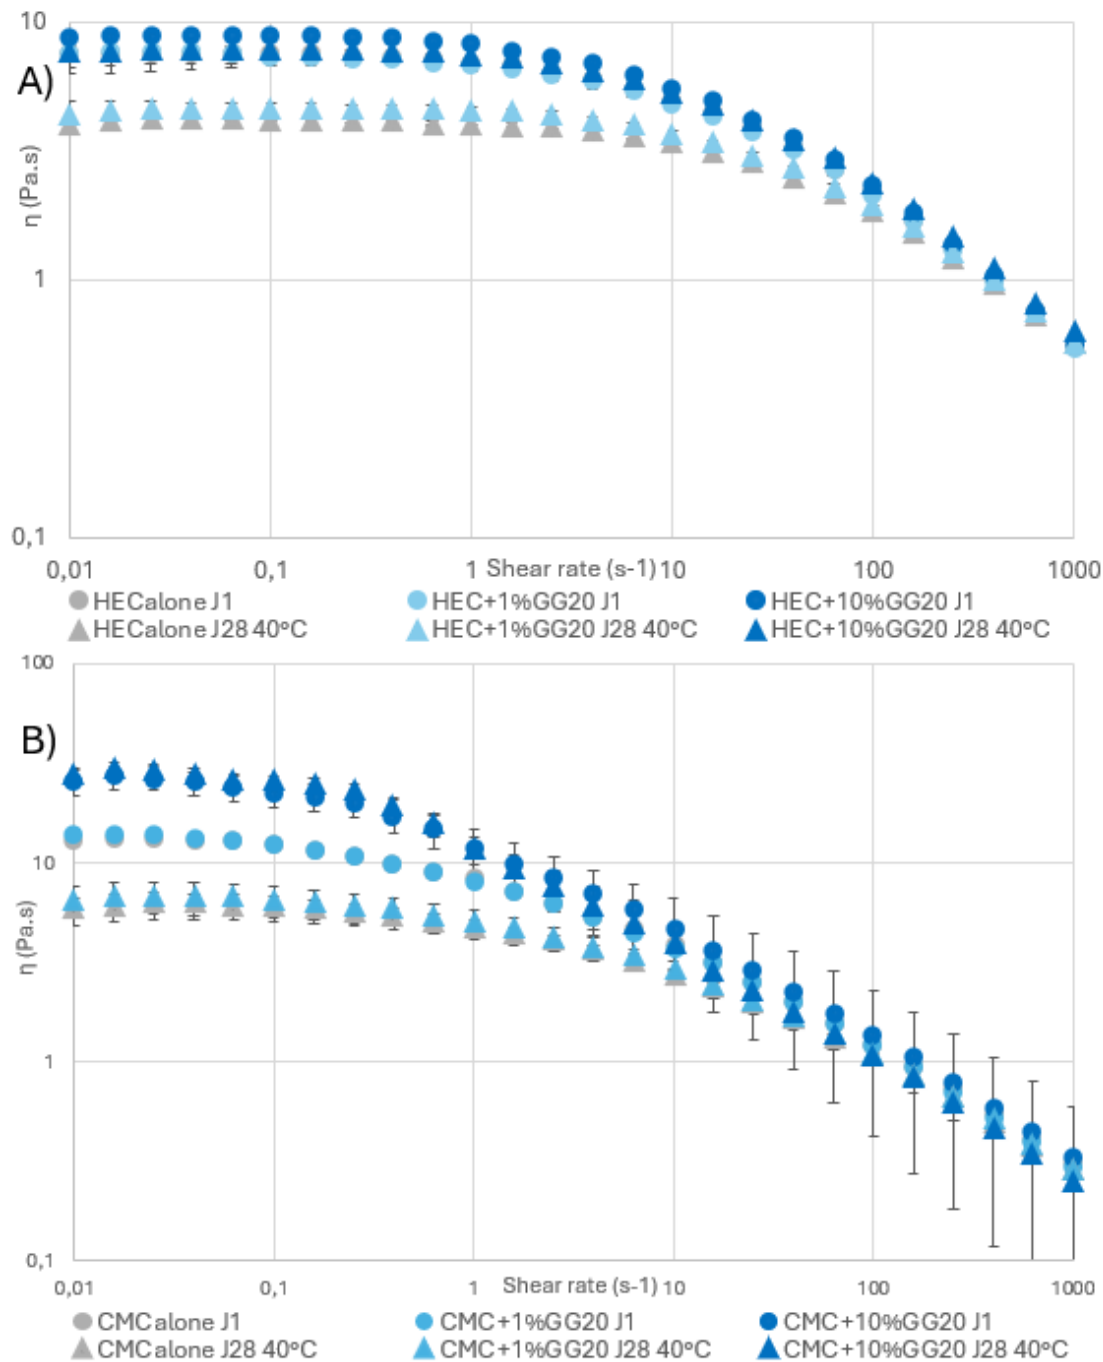 10
A)
η (Pa.s)
1
0,1
0,01 0,1 1 Shear rate (s-1) 10 100 1000
HECalone J1 HEC+1%GG20 J1 HEC+10%GG20 J1
HECalone J28 40°C HEC+1%GG20 J28 40°C HEC+10%GG20 J28 40°C
100
B)
10
η (Pa.s)
1
0,1
0,01 0,1 1 Shear rate (s-1) 10 100 1000
CMCalone J1 CMC+1%GG20 J1 CMC+10%GG20 J1
CMCalone J28 40°C CMC+1%GG20 J28 40°C CMC+10%GG20 J28 40°C